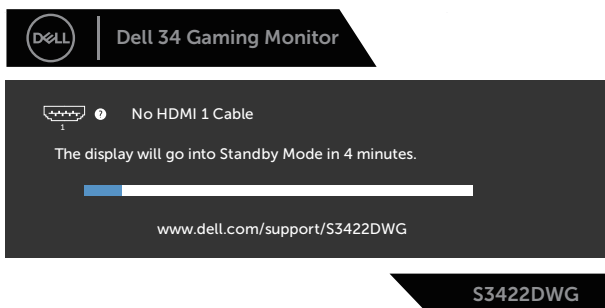 DELL
Dell 34 Gaming Monitor
? No HDMI 1 Cable
1
The display will go into Standby Mode in 4 minutes.
www.dell.com/support/S3422DWG
S3422DWG